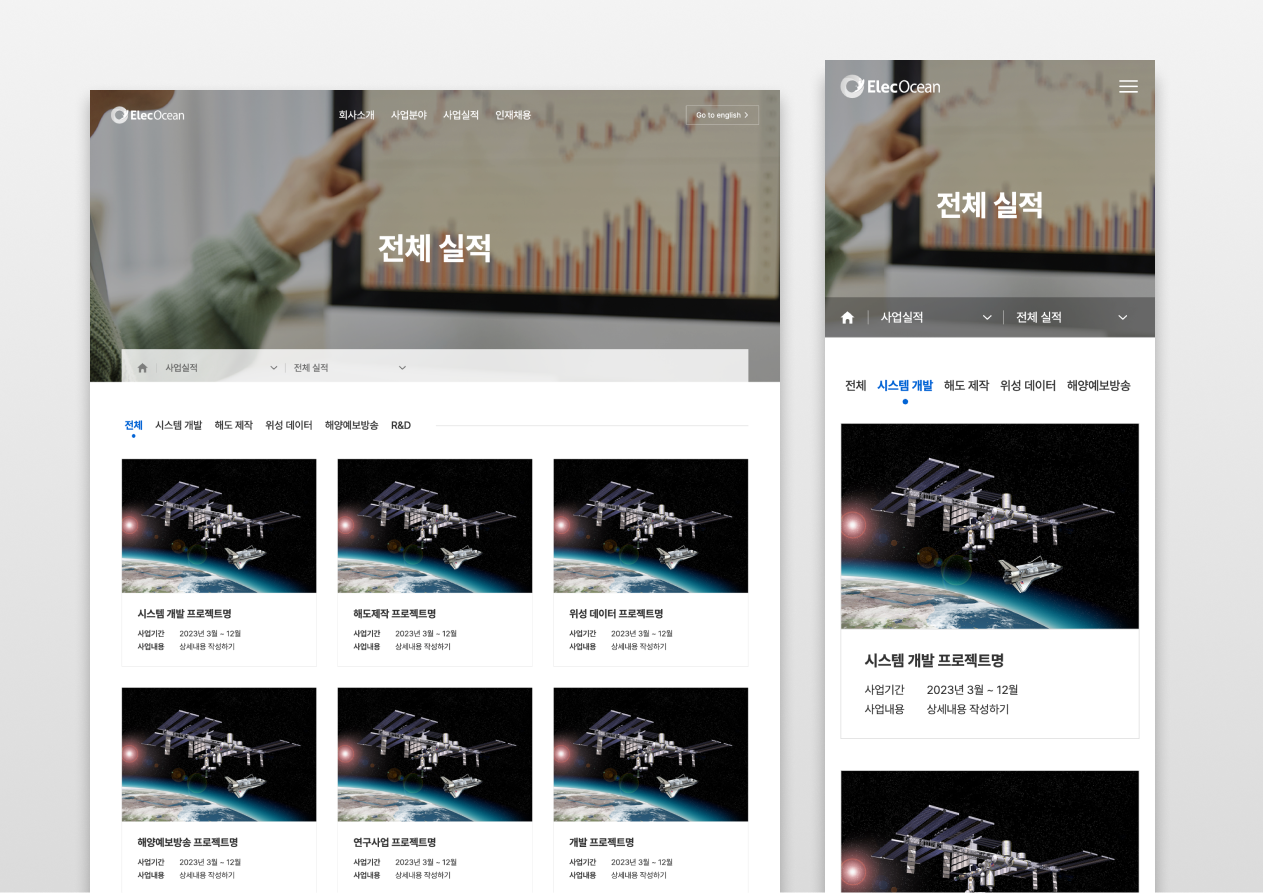 ElecOcean
회사소개 사업분야 사업실적 인재채용
Go to english >
전체 실적
사업실적 전체 실적
전체 시스템 개발 해도 제작 위성 데이터 해양예보방송 R&D
시스템 개발 프로젝트명
사업기간 2023년 3월 ~ 12월
사업내용 상세내용 작성하기
해도제작 프로젝트명
사업기간 2023년 3월 ~ 12월
사업내용 상세내용 작성하기
위성 데이터 프로젝트명
사업기간 2023년 3월 ~ 12월
사업내용 상세내용 작성하기
해양예보방송 프로젝트명
사업기간 2023년 3월 ~ 12월
사업내용 상세내용 작성하기
연구사업 프로젝트명
사업기간 2023년 3월 ~ 12월
사업내용 상세내용 작성하기
개발 프로젝트명
사업기간 2023년 3월 ~ 12월
사업내용 상세내용 작성하기
ElecOcean
전체 실적
사업실적 전체 실적
전체 시스템 개발 해도 제작 위성 데이터 해양예보방송
시스템 개발 프로젝트명
사업기간 2023년 3월 ~ 12월
사업내용 상세내용 작성하기